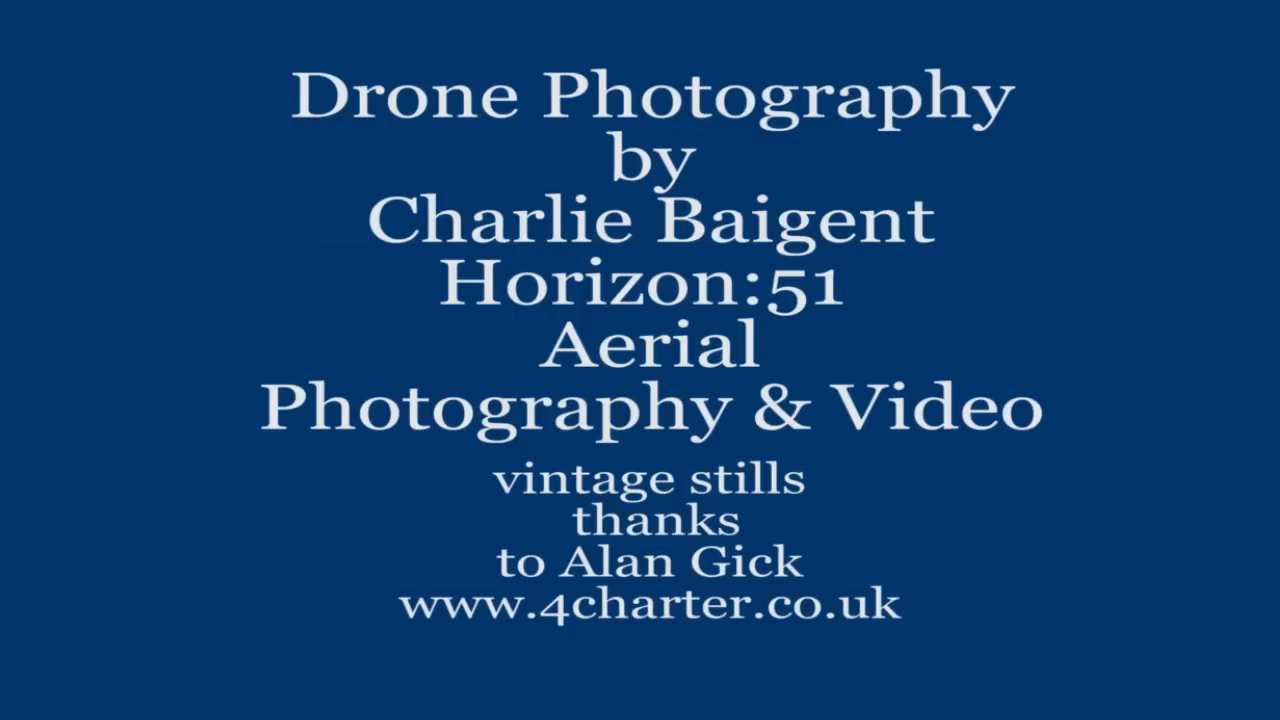 Drone Photography
by
Charlie Baigent
Horizon:51
Aerial
Photography & Video
vintage stills
thanks
to Alan Gick
www.4charter.co.uk